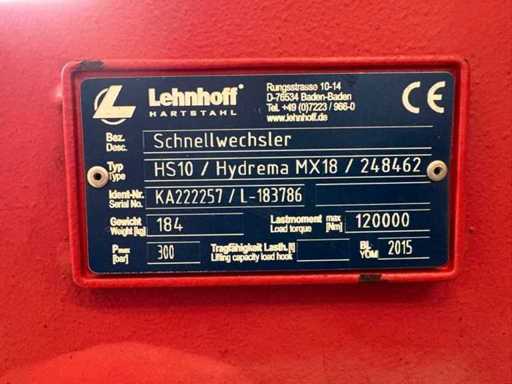 Lehnhoff®
HARTSTAHL
Rungsstrasse 10-14
D-76534 Baden-Baden
Tel. +49 (0)7223 / 966-0
www.lehnhoff.de
CE
Bez.
Desc.
Schnellwechsler
Typ
Type
HS10 / Hydrema MX18 / 248462
Ident-Nr.
Serial No.
KA222257 / L-183786
Gewicht
Weight [kg]
184
Lastmoment
Load torque
max
[Nm]
120000
Pmax
[bar]
300
Tragfähigkeit Lasth. [t]
Lifting capacity load hook
BJ.
YOM
2015